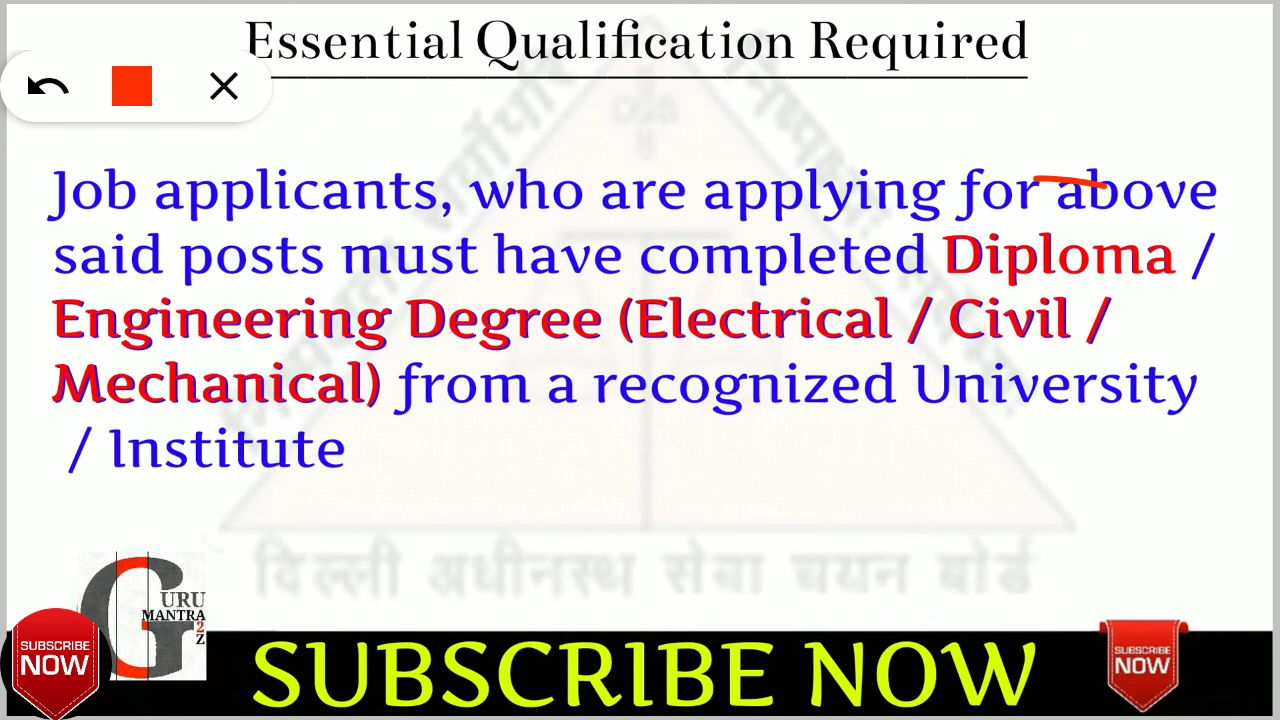 Essential Qualification Required
Job applicants, who are applying for above
said posts must have completed Diploma /
Engineering Degree (Electrical / Civil /
Mechanical) from a recognized University
/ Institute
दिल्ली अधीनस्थ सेवा चयन बोर्ड
GURU
MANTRA
2
Z
SUBSCRIBE
NOW
SUBSCRIBE NOW
SUBSCRIBE
NOW